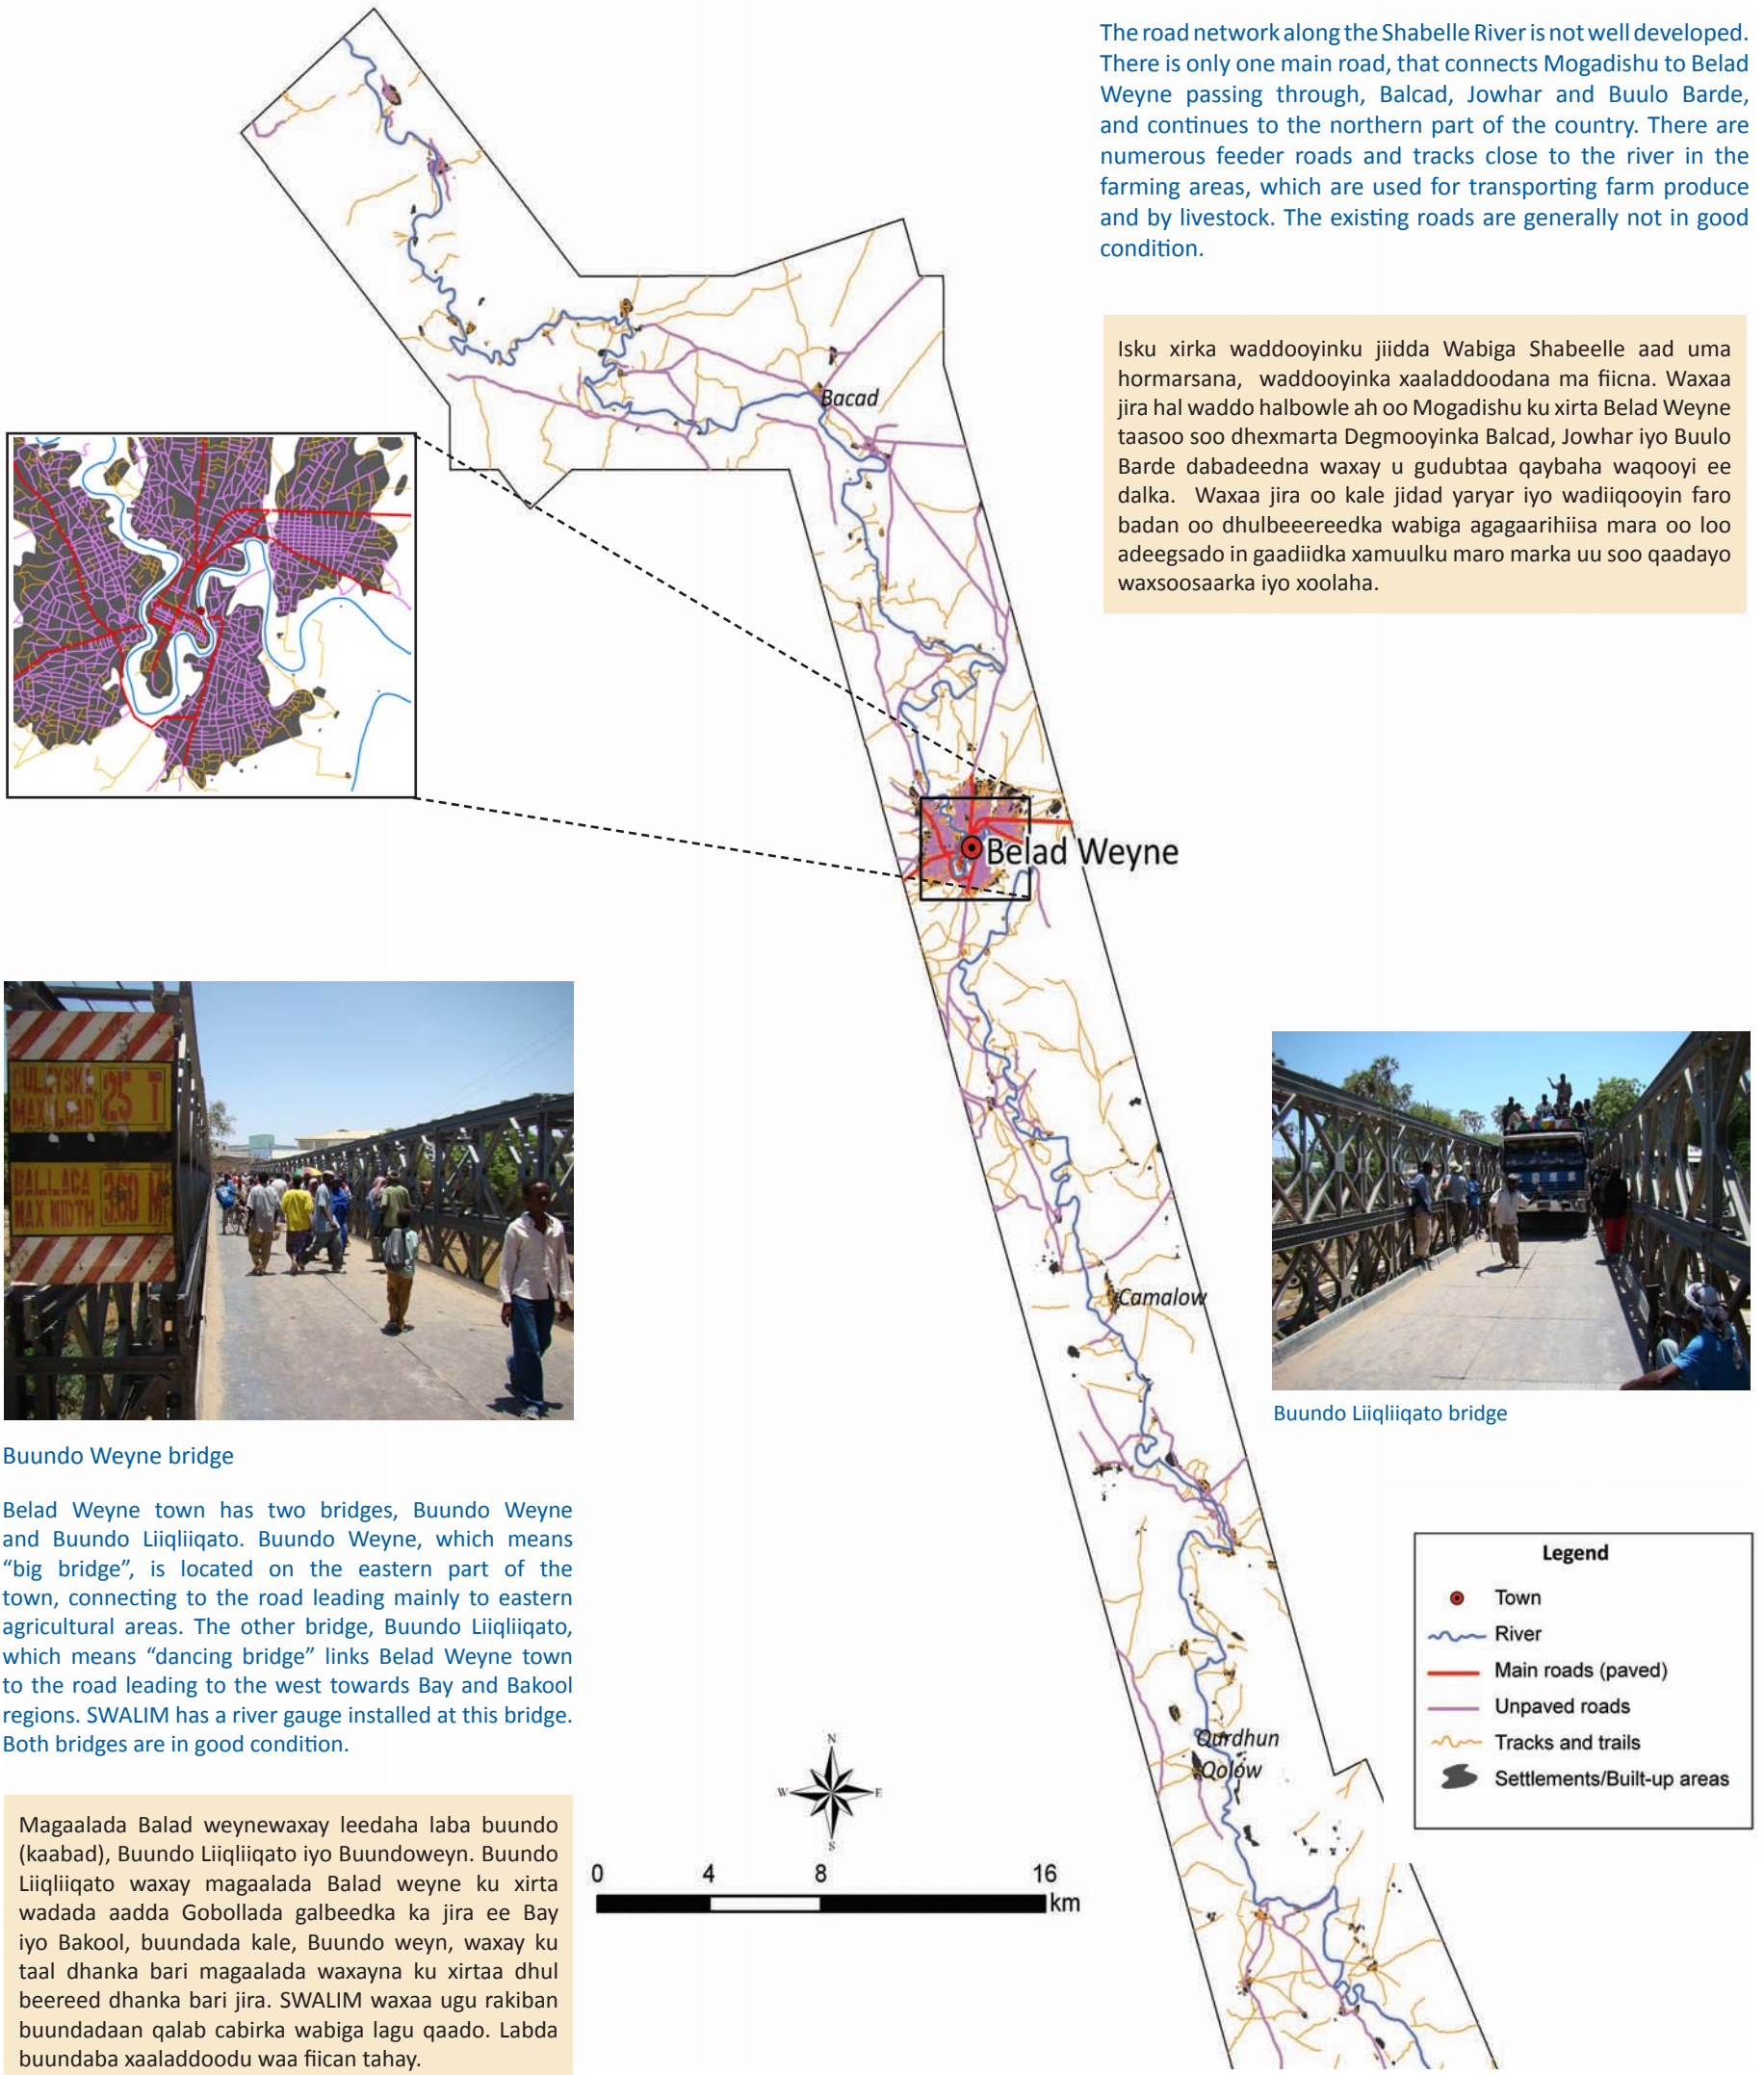 The road network along the Shabelle River is not well developed.
There is only one main road, that connects Mogadishu to Belad
Weyne passing through, Balcad, Jowhar and Buulo Barde,
and continues to the northern part of the country. There are
numerous feeder roads and tracks close to the river in the
farming areas, which are used for transporting farm produce
and by livestock. The existing roads are generally not in good
condition.
Isku xirka waddooyinku jiidda Wabiga Shabeelle aad uma
hormarsana, waddooyinka xaaladdoodana ma fiicna. Waxaa
jira hal waddo halbowle ah oo Mogadishu ku xirta Belad Weyne
taasoo soo dhexmarta Degmooyinka Balcad, Jowhar iyo Buulo
Barde dabadeedna waxay u gudubtaa qaybaha waqooyi ee
dalka. Waxaa jira oo kale jidad yaryar iyo wadiiqooyin faro
badan oo dhulbeeereedka wabiga agagaarihiisa mara oo loo
adeegsado in gaadiidka xamuulku maro marka uu soo qaadayo
waxsoosaarka iyo xoolaha.
Bacad
Belad Weyne
Camalow
Qurdhun
Qolow
GULEYSKA 25 T
MAX LOAD
BALLACA 3.60 M
MAX WIDTH
Buundo Weyne bridge
Buundo Liiqliiqato bridge
Belad Weyne town has two bridges, Buundo Weyne
and Buundo Liiqliiqato. Buundo Weyne, which means
“big bridge”, is located on the eastern part of the
town, connecting to the road leading mainly to eastern
agricultural areas. The other bridge, Buundo Liiqliiqato,
which means “dancing bridge” links Belad Weyne town
to the road leading to the west towards Bay and Bakool
regions. SWALIM has a river gauge installed at this bridge.
Both bridges are in good condition.
Magaalada Balad weynewaxay leedaha laba buundo
(kaabad), Buundo Liiqliiqato iyo Buundoweyn. Buundo
Liiqliiqato waxay magaalada Balad weyne ku xirta
wadada aadda Gobollada galbeedka ka jira ee Bay
iyo Bakool, buundada kale, Buundo weyn, waxay ku
taal dhanka bari magaalada waxayna ku xirtaa dhul
beereed dhanka bari jira. SWALIM waxaa ugu rakiban
buundadaan qalab cabirka wabiga lagu qaado. Labda
buundaba xaaladdoodu waa fiican tahay.
N
W E
S
0 4 8 16
km
Legend
Town
River
Main roads (paved)
Unpaved roads
Tracks and trails
Settlements/Built-up areas